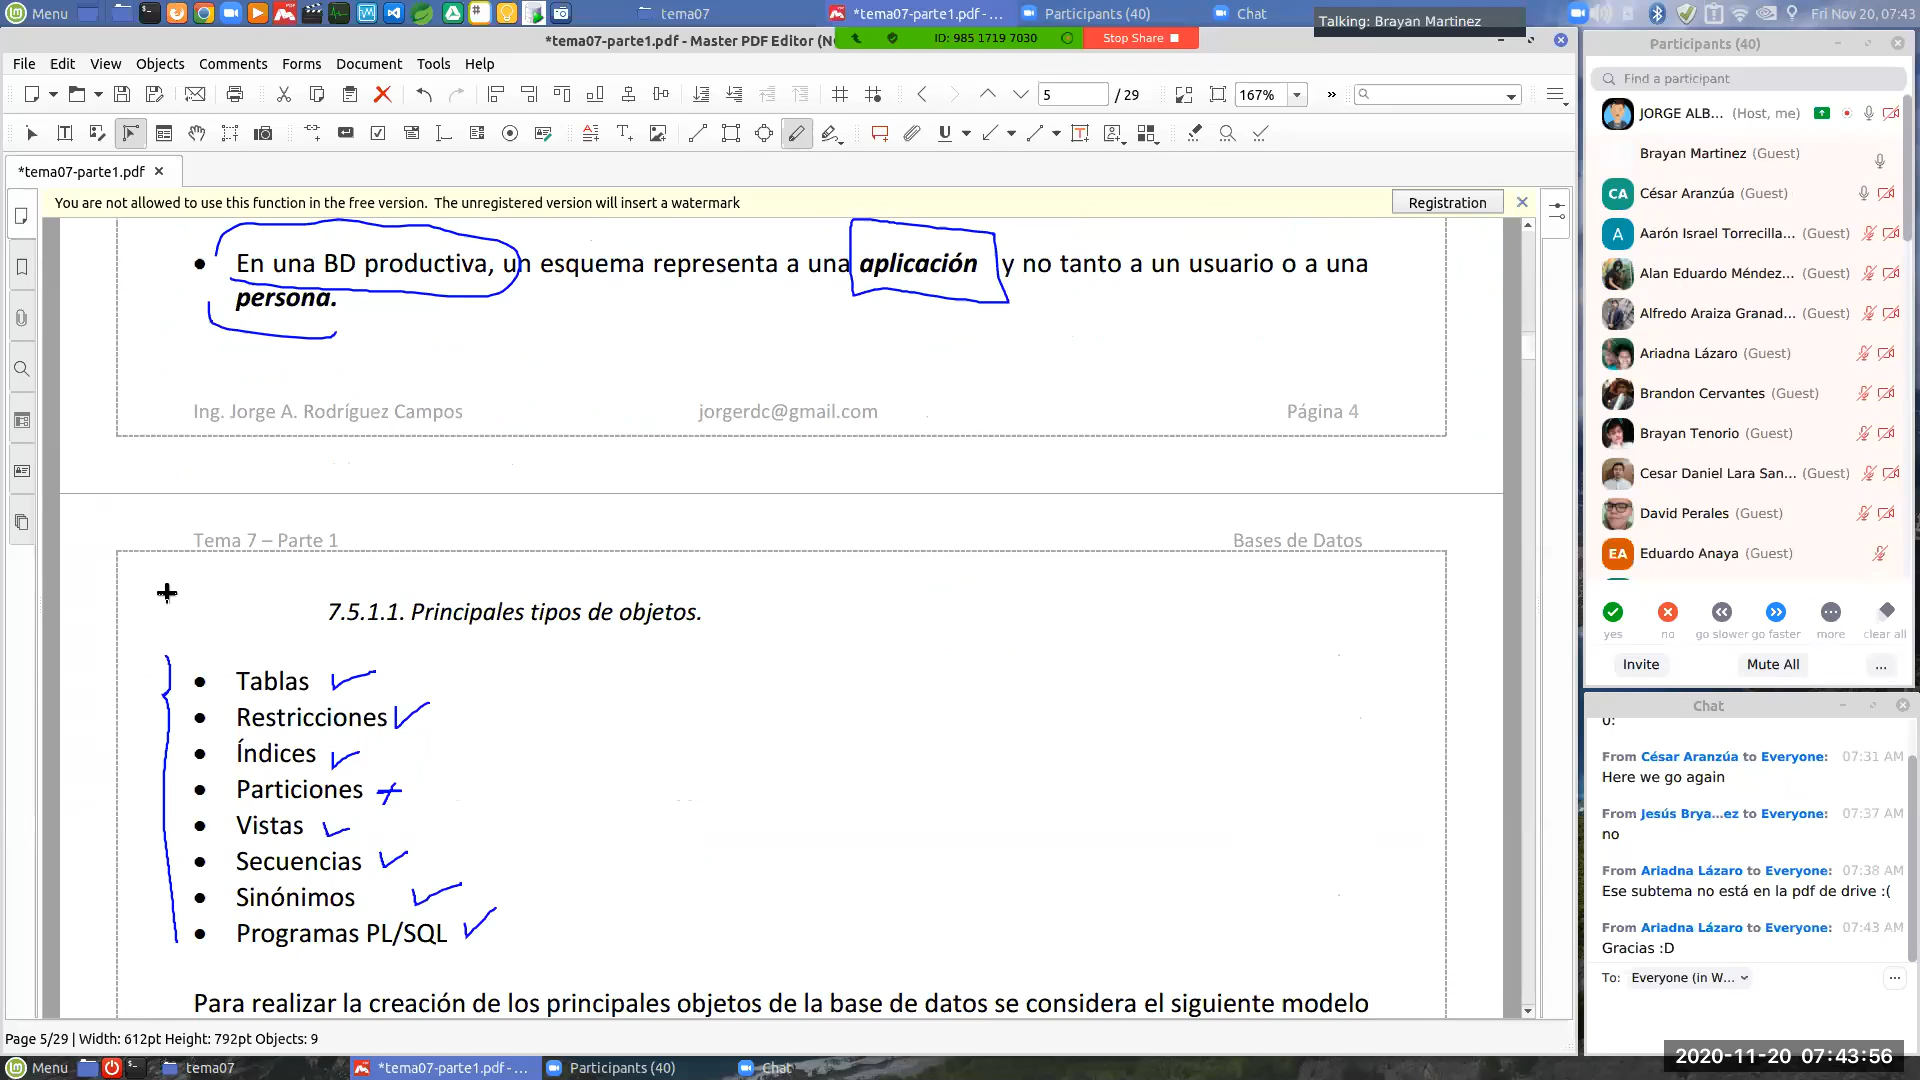 Menu
tema07
*tema07-parte1.pdf - ...
Participants (40)
Chat
Talking: Brayan Martinez
Fri Nov 20, 07:43
*tema07-parte1.pdf - Master PDF Editor (N
ID: 985 1719 7030
Stop Share
File Edit View Objects Comments Forms Document Tools Help
5 / 29
167%
*tema07-parte1.pdf
You are not allowed to use this function in the free version. The unregistered version will insert a watermark
Registration
• En una BD productiva, un esquema representa a una aplicación y no tanto a un usuario o a una
persona.
Ing. Jorge A. Rodríguez Campos jorgerdc@gmail.com Página 4
Tema 7 – Parte 1 Bases de Datos
7.5.1.1. Principales tipos de objetos.
• Tablas
• Restricciones
• Índices
• Particiones
• Vistas
• Secuencias
• Sinónimos
• Programas PL/SQL
Para realizar la creación de los principales objetos de la base de datos se considera el siguiente modelo
Page 5/29 | Width: 612pt Height: 792pt Objects: 9
Participants (40)
Find a participant
JORGE ALB... (Host, me)
Brayan Martinez (Guest)
CA César Aranzúa (Guest)
A Aarón Israel Torrecilla... (Guest)
Alan Eduardo Méndez... (Guest)
Alfredo Araiza Granad... (Guest)
Ariadna Lázaro (Guest)
Brandon Cervantes (Guest)
Brayan Tenorio (Guest)
Cesar Daniel Lara San... (Guest)
David Perales (Guest)
EA Eduardo Anaya (Guest)
yes no go slower go faster more clear all
Invite Mute All ...
Chat
From César Aranzúa to Everyone: 07:31 AM
Here we go again
From Jesús Brya...ez to Everyone: 07:37 AM
no
From Ariadna Lázaro to Everyone: 07:38 AM
Ese subtema no está en la pdf de drive :(
From Ariadna Lázaro to Everyone: 07:43 AM
Gracias :D
To: Everyone (in W...
2020-11-20 07:43:56
Menu
tema07
*tema07-parte1.pdf - ...
Participants (40)
Chat